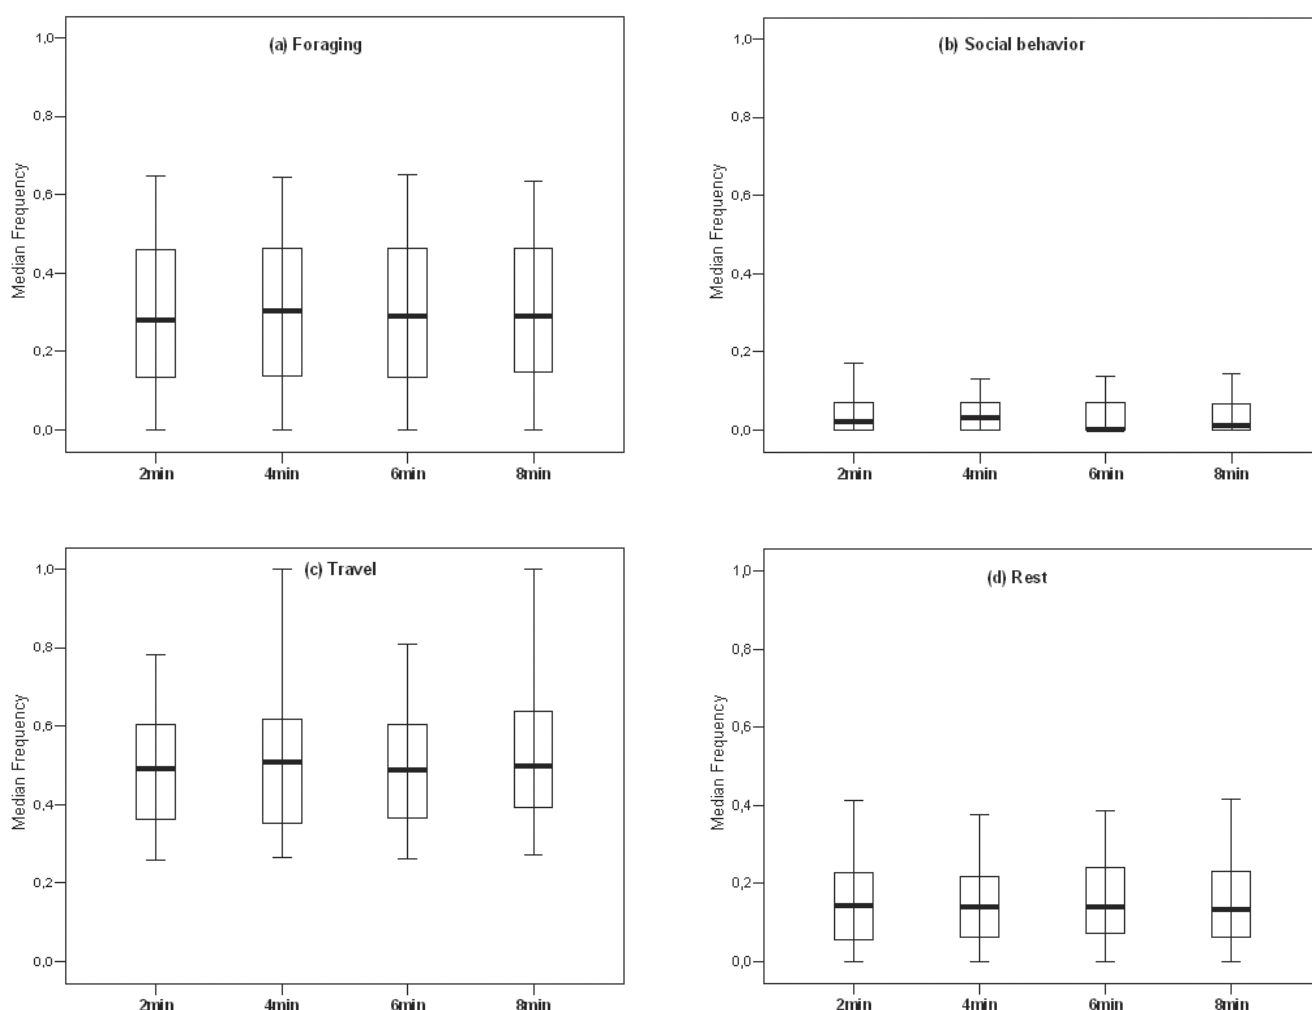 (a) Foraging
Median Frequency
1,0
0,8
0,6
0,4
0,2
0,0
2min 4min 6min 8min
(b) Social behavior
Median Frequency
1,0
0,8
0,6
0,4
0,2
0,0
2min 4min 6min 8min
(c) Travel
Median Frequency
1,0
0,8
0,6
0,4
0,2
0,0
2min 4min 6min 8min
(d) Rest
Median Frequency
1,0
0,8
0,6
0,4
0,2
0,0
2min 4min 6min 8min